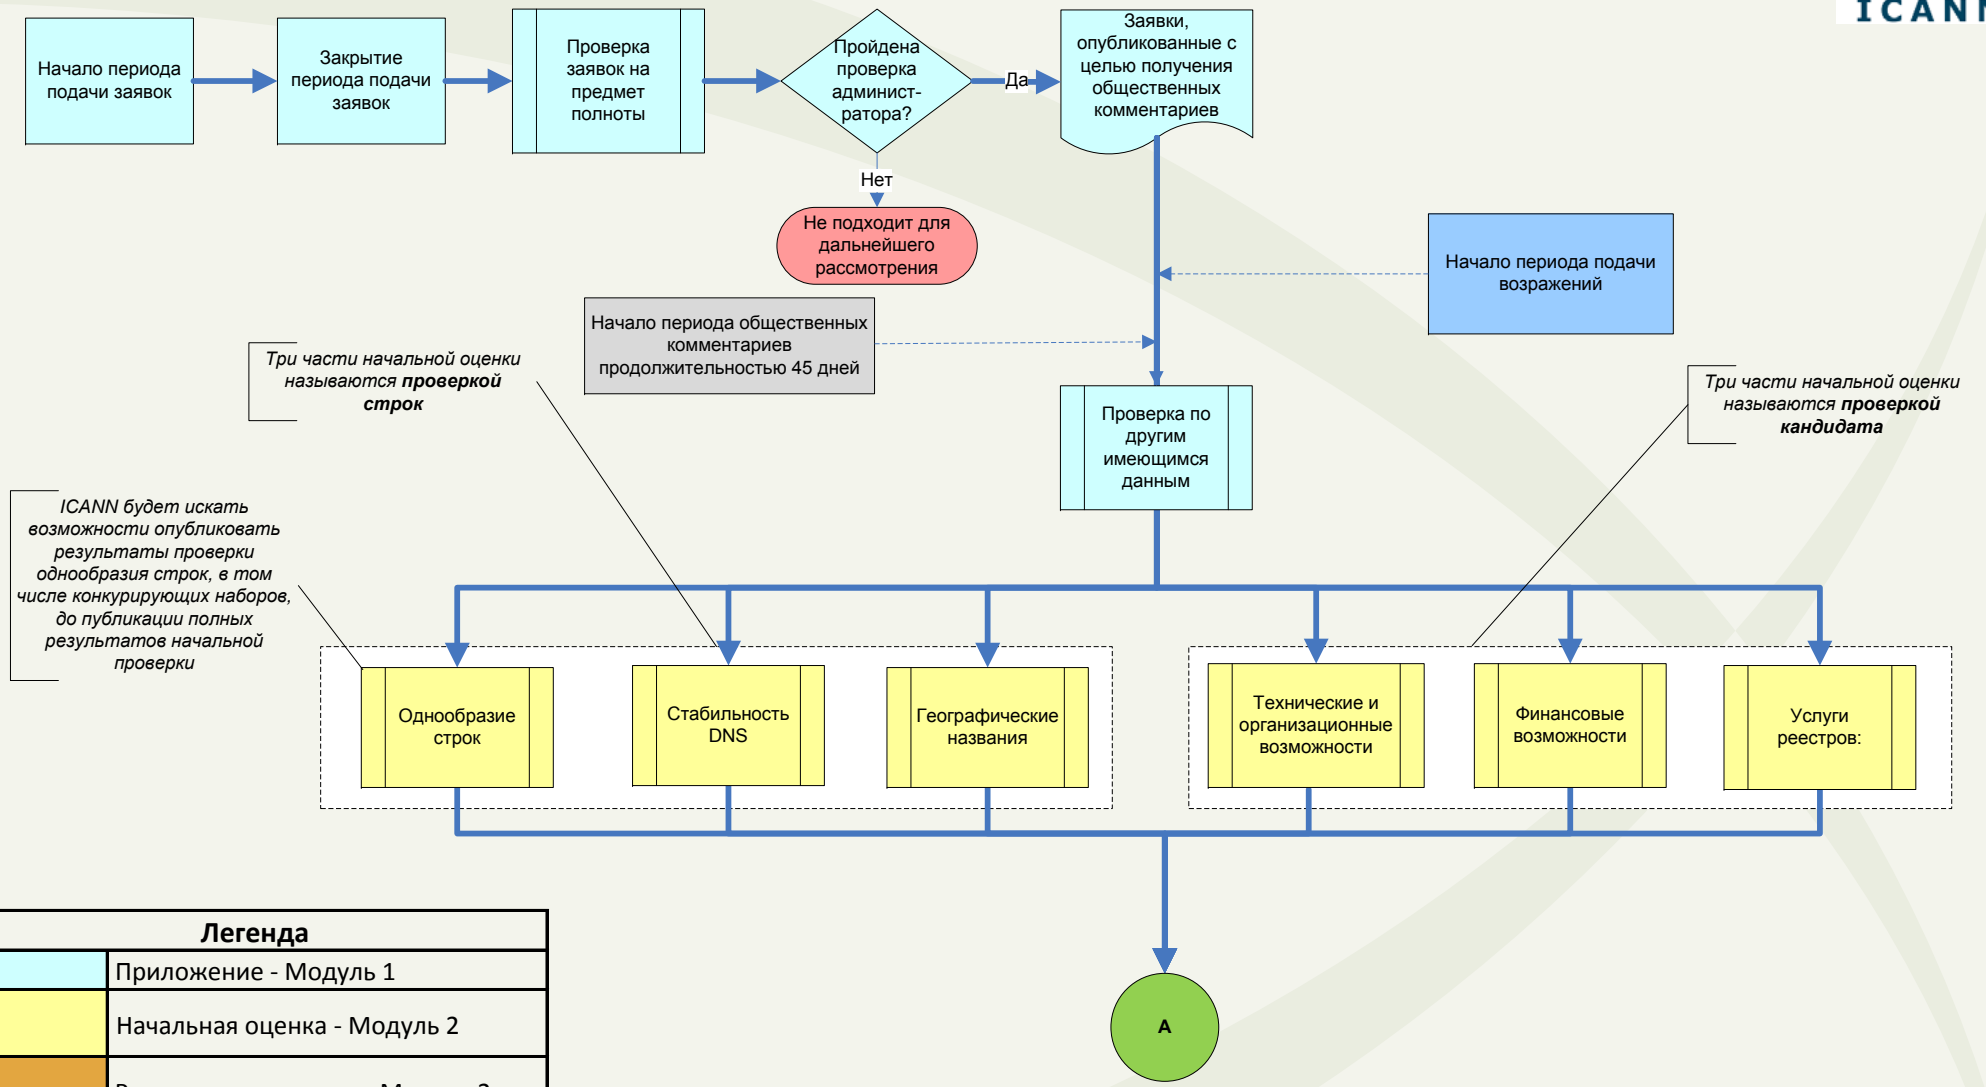 ICANN
Начало периода
подачи заявок
Закрытие
периода подачи
заявок
Проверка
заявок на
предмет
полноты
Пройдена
проверка
админист-
ратора?
Да
Заявки,
опубликованные с
целью получения
общественных
комментариев
Нет
Не подходит для
дальнейшего
рассмотрения
Начало периода подачи
возражений
Начало периода общественных
комментариев
продолжительностью 45 дней
Три части начальной оценки
называются проверкой
строк
Три части начальной оценки
называются проверкой
кандидата
Проверка по
другим
имеющимся
данным
ICANN будет искать
возможности опубликовать
результаты проверки
однообразия строк, в том
числе конкурирующих наборов,
до публикации полных
результатов начальной
проверки
Однообразие
строк
Стабильность
DNS
Географические
названия
Технические и
организационные
возможности
Финансовые
возможности
Услуги
реестров:
A
Легенда
Приложение - Модуль 1
Начальная оценка - Модуль 2